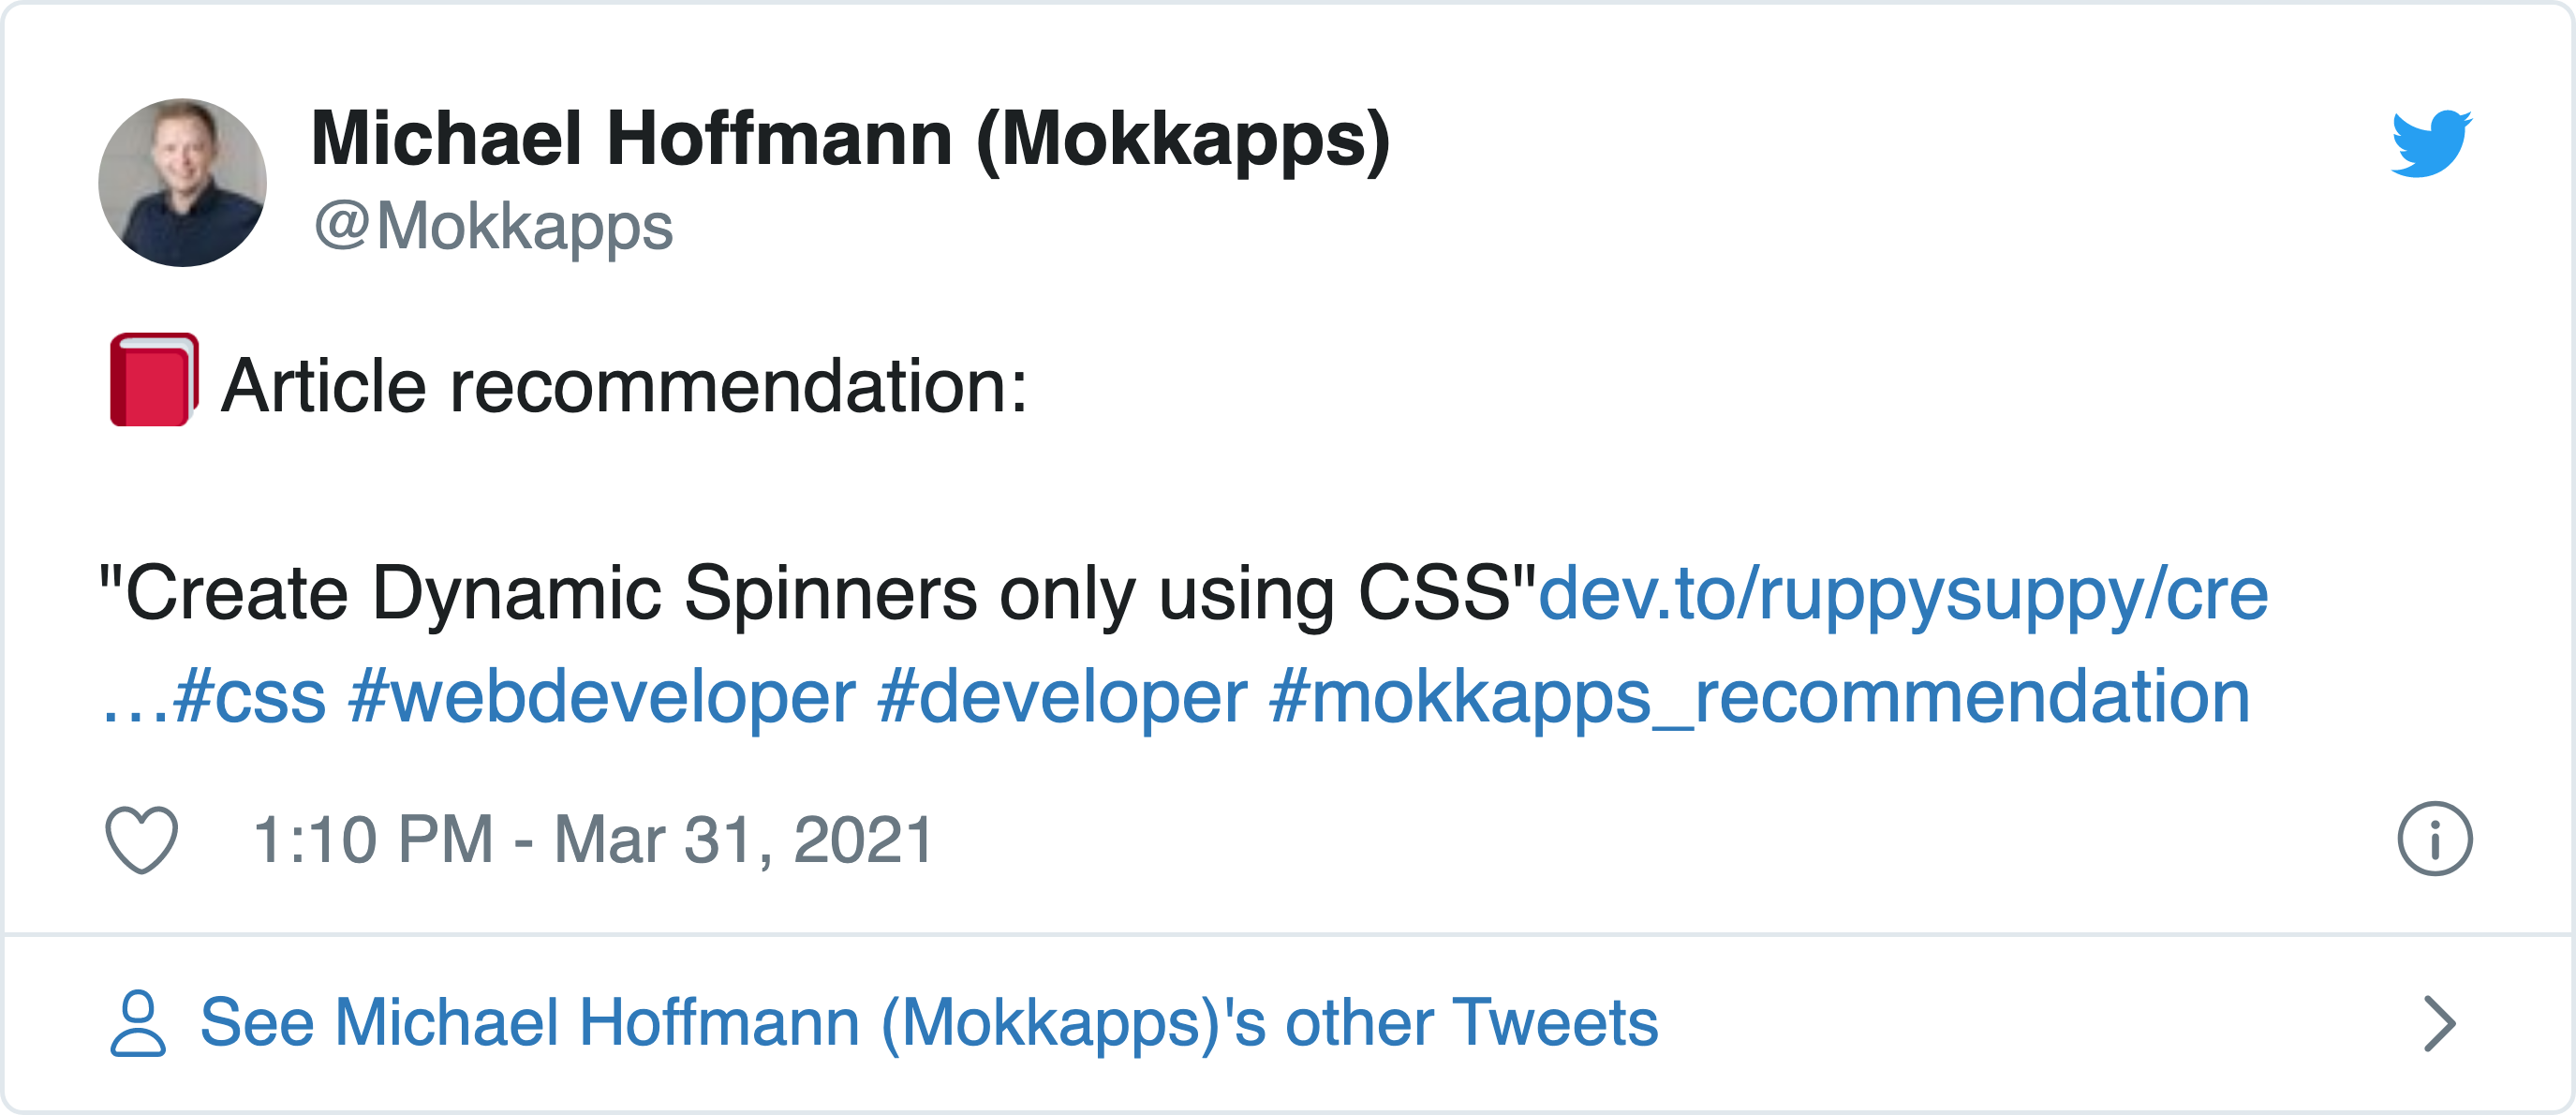 Michael Hoffmann (Mokkapps)
@Mokkapps
📕 Article recommendation:
"Create Dynamic Spinners only using CSS"dev.to/ruppysuppy/cre
…#css #webdeveloper #developer #mokkapps_recommendation
1:10 PM - Mar 31, 2021
See Michael Hoffmann (Mokkapps)'s other Tweets